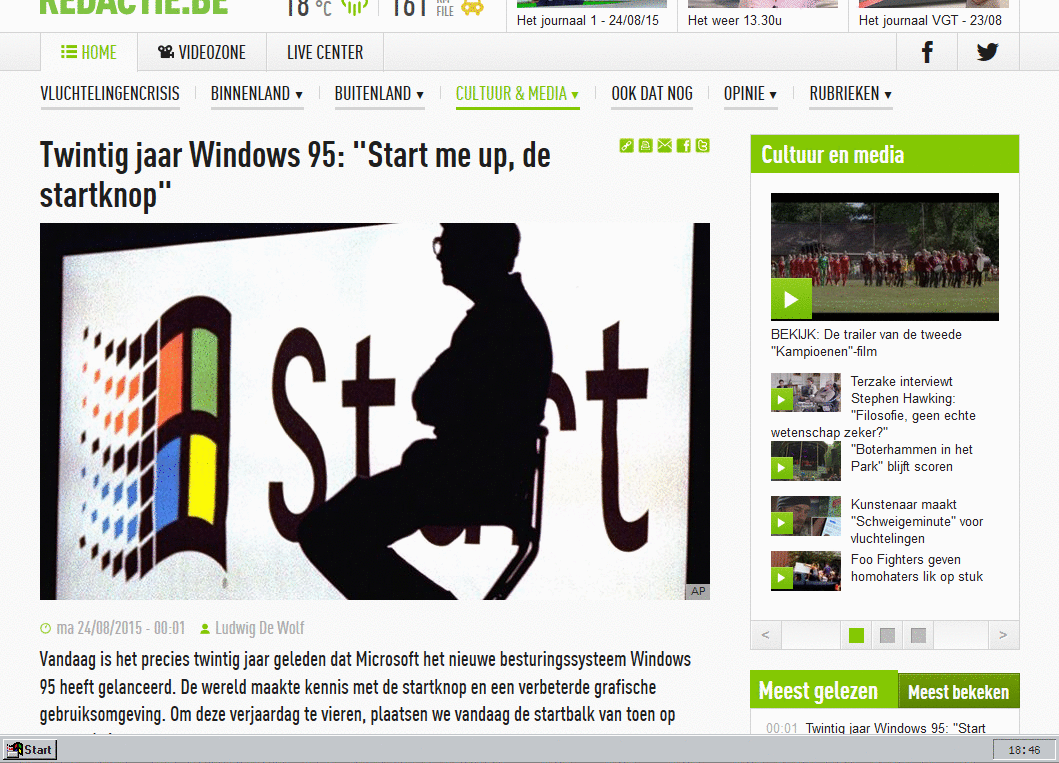 REDACTIE.BE
18 °C
161 KM FILE
Het journaal 1 - 24/08/15
Het weer 13.30u
Het journaal VGT - 23/08
HOME
VIDEOZONE
LIVE CENTER
VLUCHTELINGENCRISIS
BINNENLAND ▼
BUITENLAND ▼
CULTUUR & MEDIA ▼
OOK DAT NOG
OPINIE ▼
RUBRIEKEN ▼
Twintig jaar Windows 95: "Start me up, de
startknop"
AP
ma 24/08/2015 - 00:01 Ludwig De Wolf
Vandaag is het precies twintig jaar geleden dat Microsoft het nieuwe besturingssysteem Windows
95 heeft gelanceerd. De wereld maakte kennis met de startknop en een verbeterde grafische
gebruiksomgeving. Om deze verjaardag te vieren, plaatsen we vandaag de startbalk van toen op
Cultuur en media
BEKIJK: De trailer van de tweede
"Kampioenen"-film
Terzake interviewt
Stephen Hawking:
"Filosofie, geen echte
wetenschap zeker?"
"Boterhammen in het
Park" blijft scoren
Kunstenaar maakt
"Schweigeminute" voor
vluchtelingen
Foo Fighters geven
homohaters lik op stuk
< >
Meest gelezen
Meest bekeken
00:01 Twintig jaar Windows 95: "Start
Start
18:46